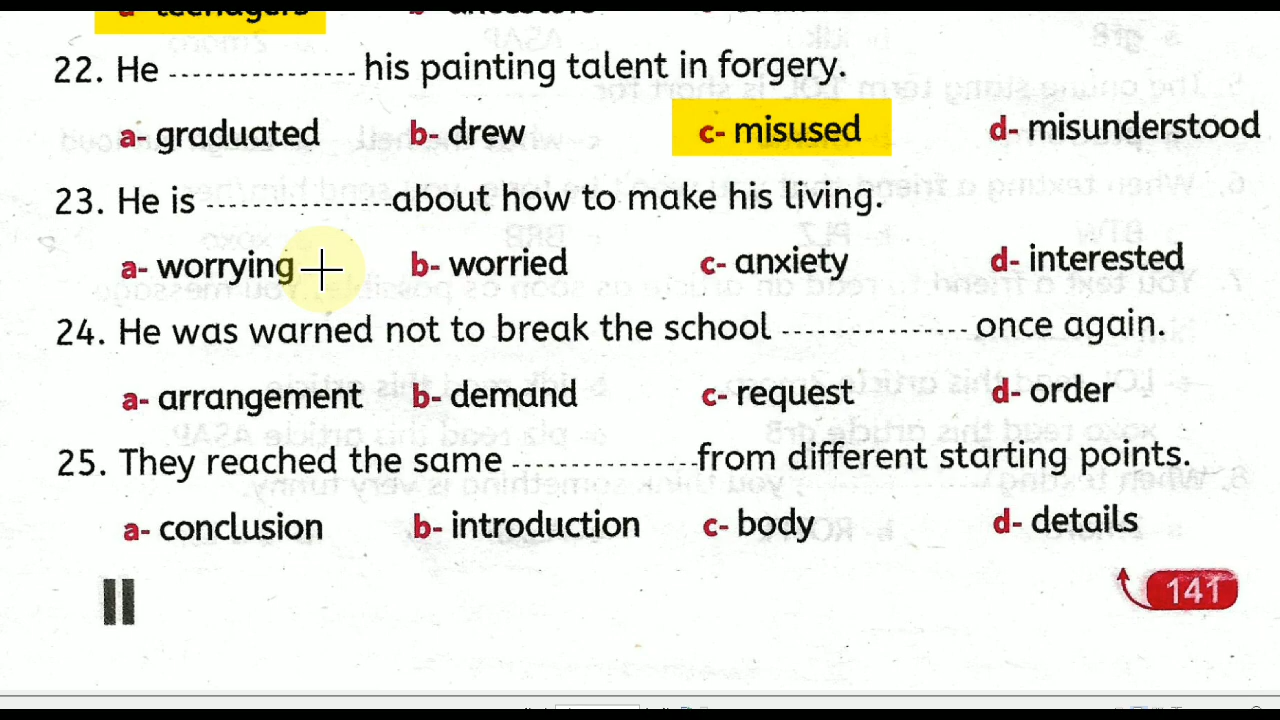 a- teenagers b- ancestors
22. He ---------------- his painting talent in forgery.
a- graduated b- drew c- misused d- misunderstood
23. He is ----------------about how to make his living.
a- worrying b- worried c- anxiety d- interested
24. He was warned not to break the school ---------------- once again.
a- arrangement b- demand c- request d- order
25. They reached the same ----------------from different starting points.
a- conclusion b- introduction c- body d- details
141